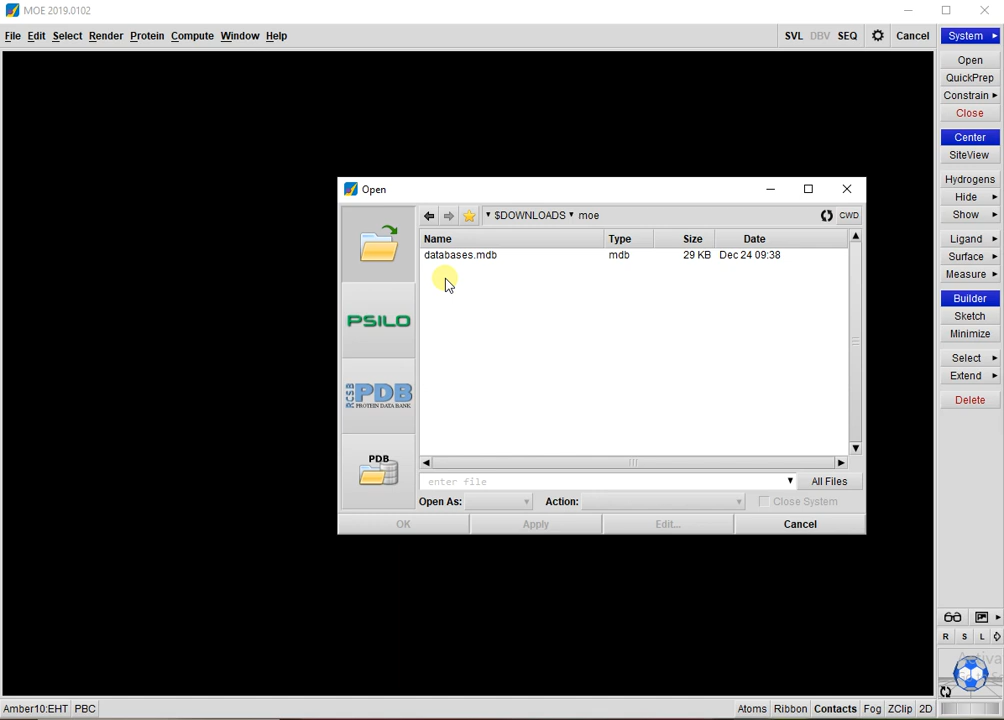 MOE 2019.0102
File Edit Select Render Protein Compute Window Help
SVL DBV SEQ Cancel
System
Open
QuickPrep
Constrain
Close
Center
SiteView
Hydrogens
Hide
Show
Ligand
Surface
Measure
Builder
Sketch
Minimize
Select
Extend
Delete
R S L
Open
$DOWNLOADS moe CWD
Name Type Size Date
databases.mdb mdb 29 KB Dec 24 09:38
PSILO
RCSB PDB
PROTEIN DATA BANK
PDB
enter file All Files
Open As: Action: Close System
OK Apply Edit... Cancel
Amber10:EHT PBC
Atoms Ribbon Contacts Fog ZClip 2D